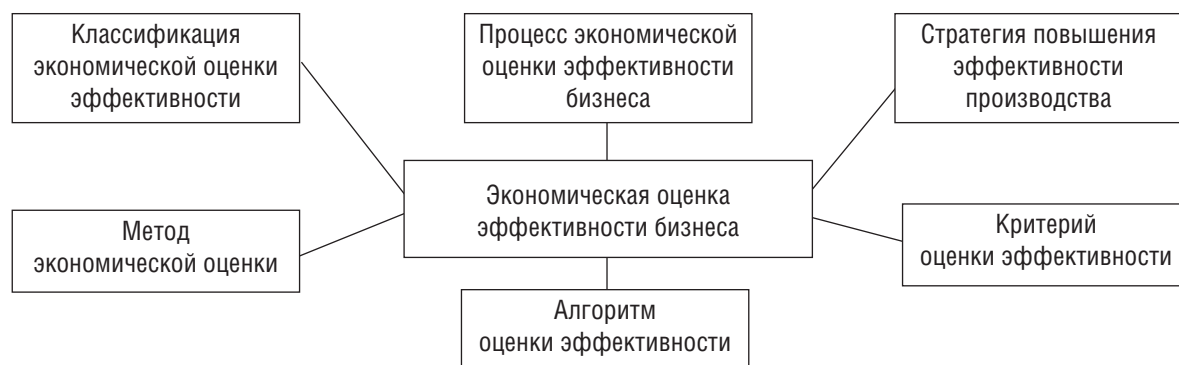 Классификация
экономической оценки
эффективности
Процесс экономической
оценки эффективности
бизнеса
Стратегия повышения
эффективности
производства
Экономическая оценка
эффективности бизнеса
Метод
экономической оценки
Критерий
оценки эффективности
Алгоритм
оценки эффективности